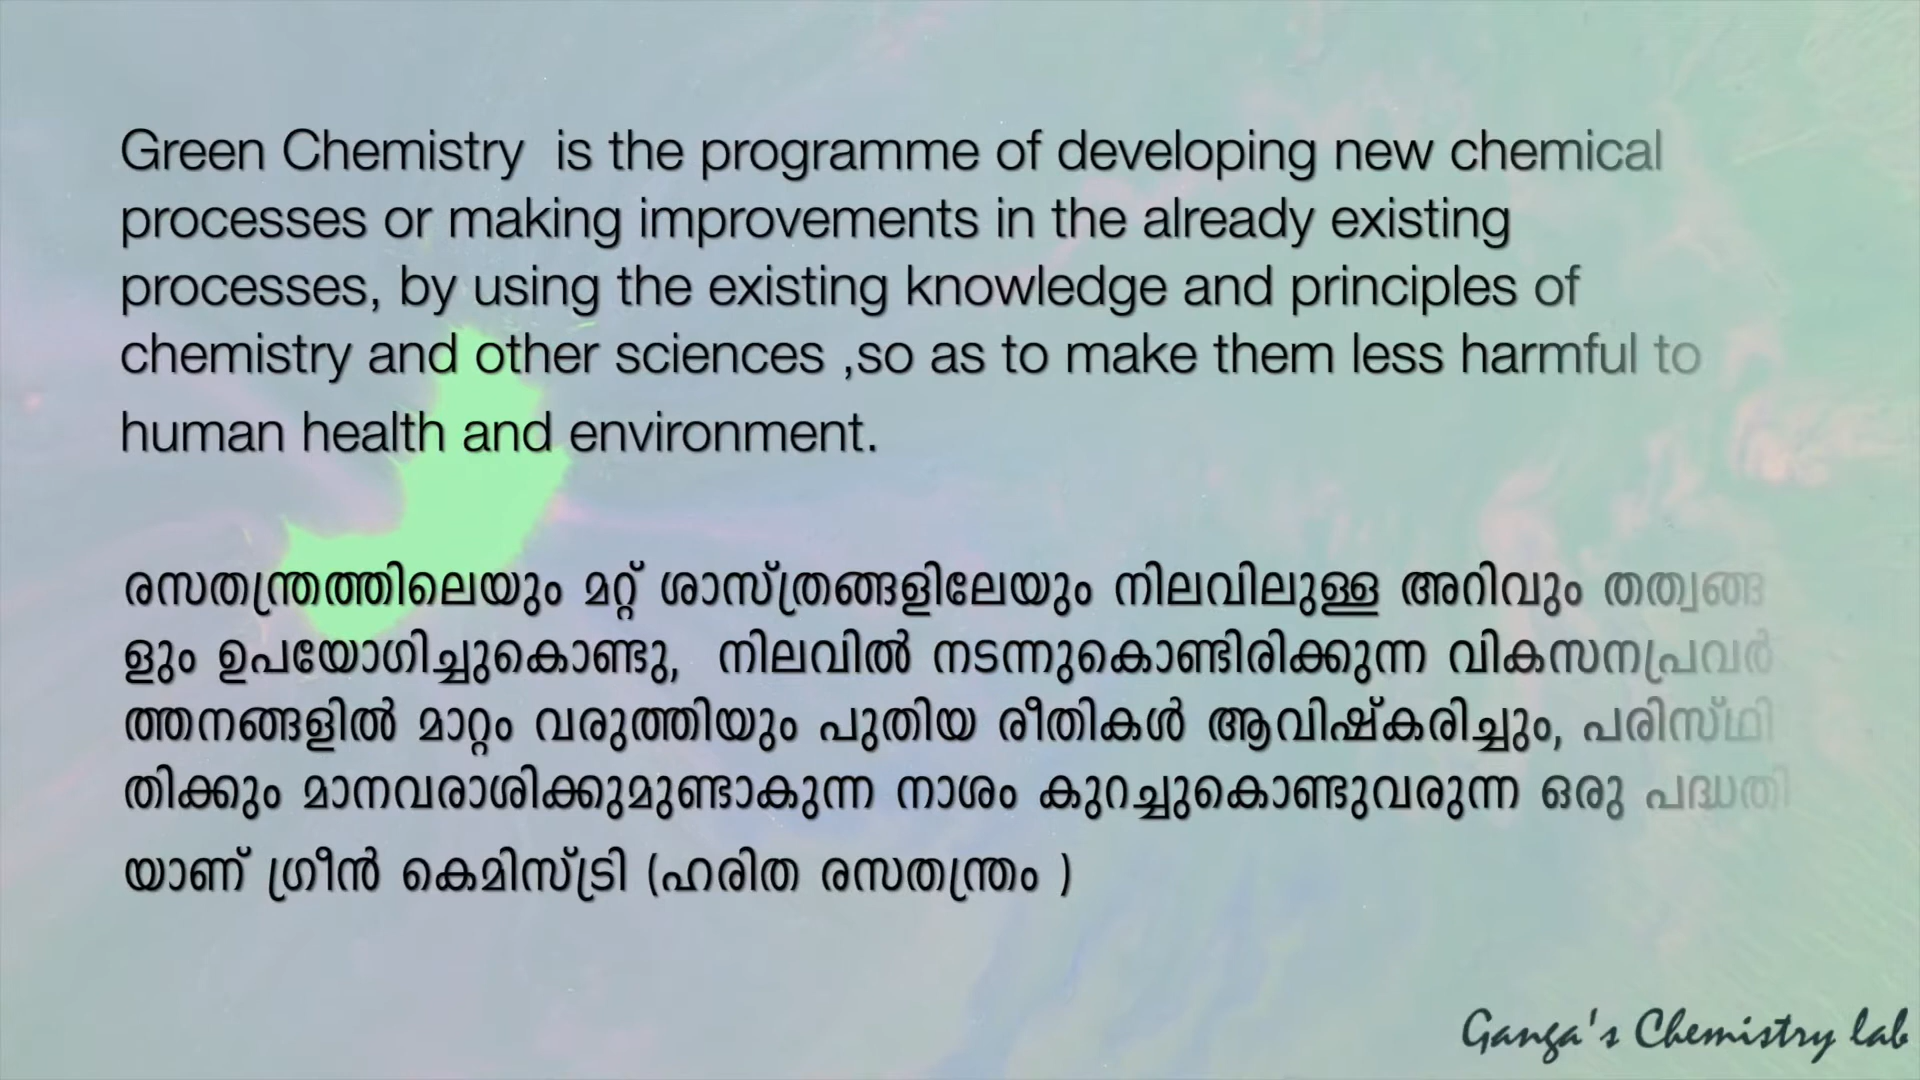 Green Chemistry  is the programme of developing new chemical
processes or making improvements in the already existing
processes, by using the existing knowledge and principles of
chemistry and other sciences ,so as to make them less harmful to
human health and environment.
രസതന്ത്രത്തിലെയും മറ്റ് ശാസ്ത്രങ്ങളിലേയും നിലവിലുള്ള അറിവും തത്വങ്ങ
ളും ഉപയോഗിച്ചുകൊണ്ടു,  നിലവിൽ നടന്നുകൊണ്ടിരിക്കുന്ന വികസനപ്രവർ
ത്തനങ്ങളിൽ മാറ്റം വരുത്തിയും പുതിയ രീതികൾ ആവിഷ്കരിച്ചും, പരിസ്ഥി
തിക്കും മാനവരാശിക്കുമുണ്ടാകുന്ന നാശം കുറച്ചുകൊണ്ടുവരുന്ന ഒരു പദ്ധതി
യാണ് ഗ്രീൻ കെമിസ്ട്രി (ഹരിത രസതന്ത്രം )
Ganga's Chemistry lab